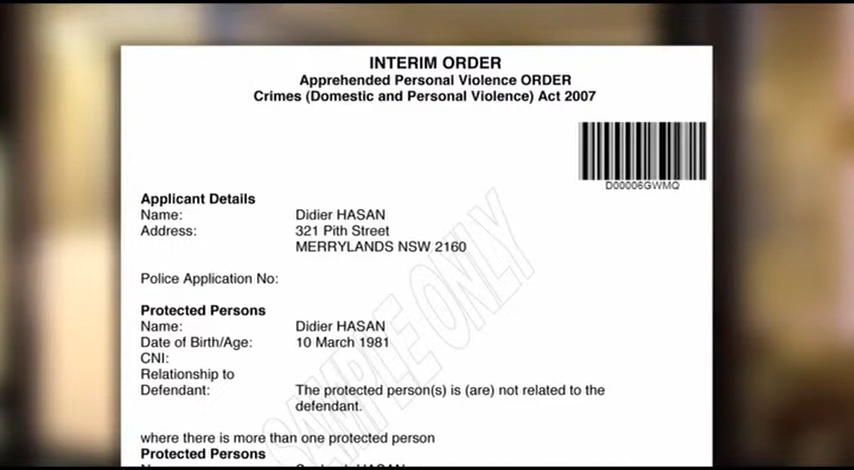 INTERIM ORDER
Apprehended Personal Violence ORDER
Crimes (Domestic and Personal Violence) Act 2007
D00006GWMQ
Applicant Details
Name: Didier HASAN
Address: 321 Pith Street
MERRYLANDS NSW 2160
Police Application No:
Protected Persons
Name: Didier HASAN
Date of Birth/Age: 10 March 1981
CNI:
Relationship to
Defendant: The protected person(s) is (are) not related to the
defendant.
where there is more than one protected person
Protected Persons
SAMPLE ONLY